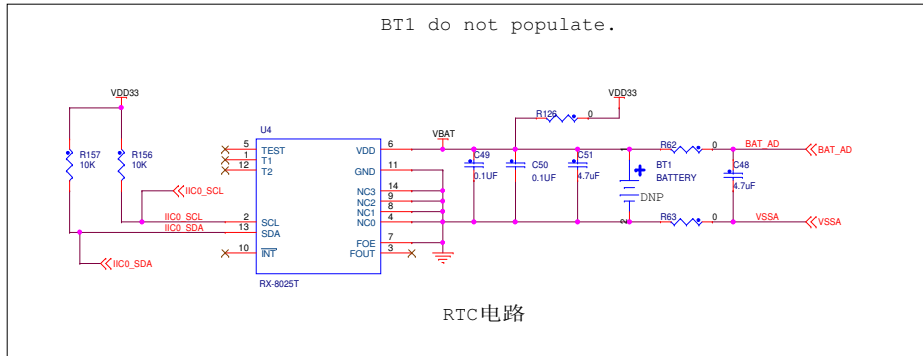 BT1 do not populate.
VDD33
VDD33
R126 0
U4
R157
10K
R156
10K
IIC0_SCL
IIC0_SCL
IIC0_SDA
IIC0_SDA
5 TEST
1 T1
12 T2
2 SCL
13 SDA
10 INT
VDD 6
GND 11
NC3 14
NC2 9
NC1 8
NC0 4
FOE 7
FOUT 3
RX-8025T
VBAT
C49
0.1UF
C50
0.1UF
C51
4.7uF
1
BT1
BATTERY
DNP
2
R62 0
BAT_AD
BAT_AD
C48
4.7uF
R63 0
VSSA
VSSA
RTC电路